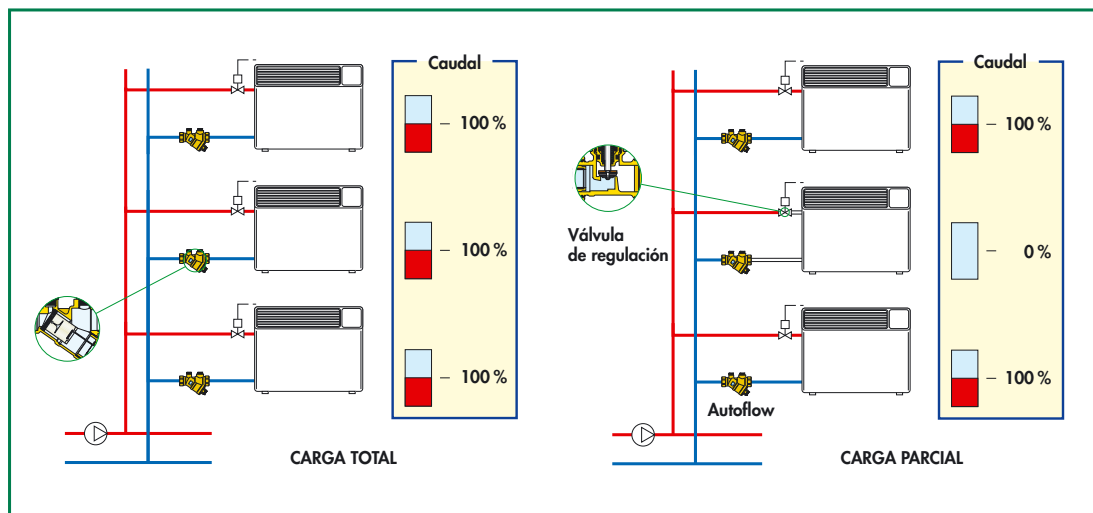 Caudal
100 %
100 %
100 %
CARGA TOTAL
Caudal
100 %
Válvula
de regulación
0 %
100 %
Autoflow
CARGA PARCIAL